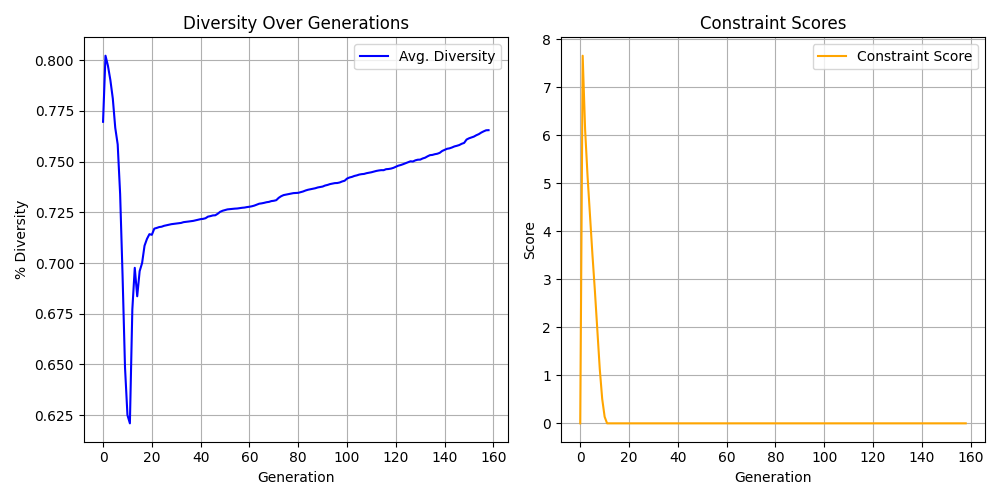 Diversity Over Generations
Avg. Diversity
% Diversity
0.800
0.775
0.750
0.725
0.700
0.675
0.650
0.625
0 20 40 60 80 100 120 140 160
Generation
Constraint Scores
Constraint Score
Score
8
7
6
5
4
3
2
1
0
0 20 40 60 80 100 120 140 160
Generation